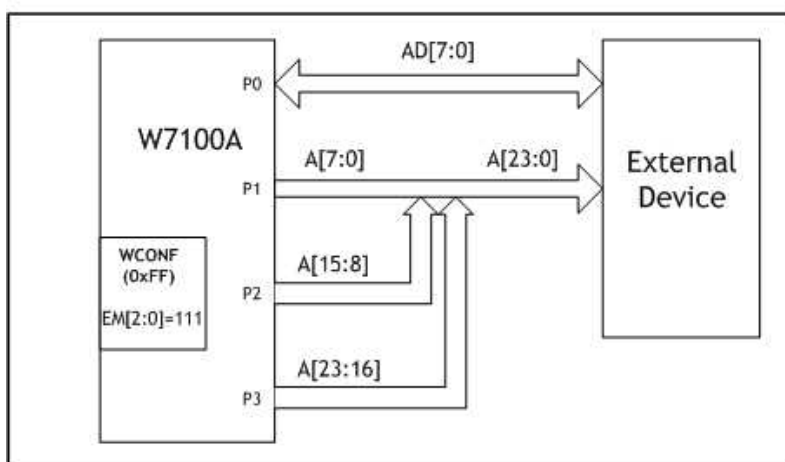 AD[7:0]
P0
W7100A
A[7:0]
A[23:0]
External
Device
P1
WCONF
(0xFF)
A[15:8]
P2
EM[2:0]=111
A[23:16]
P3